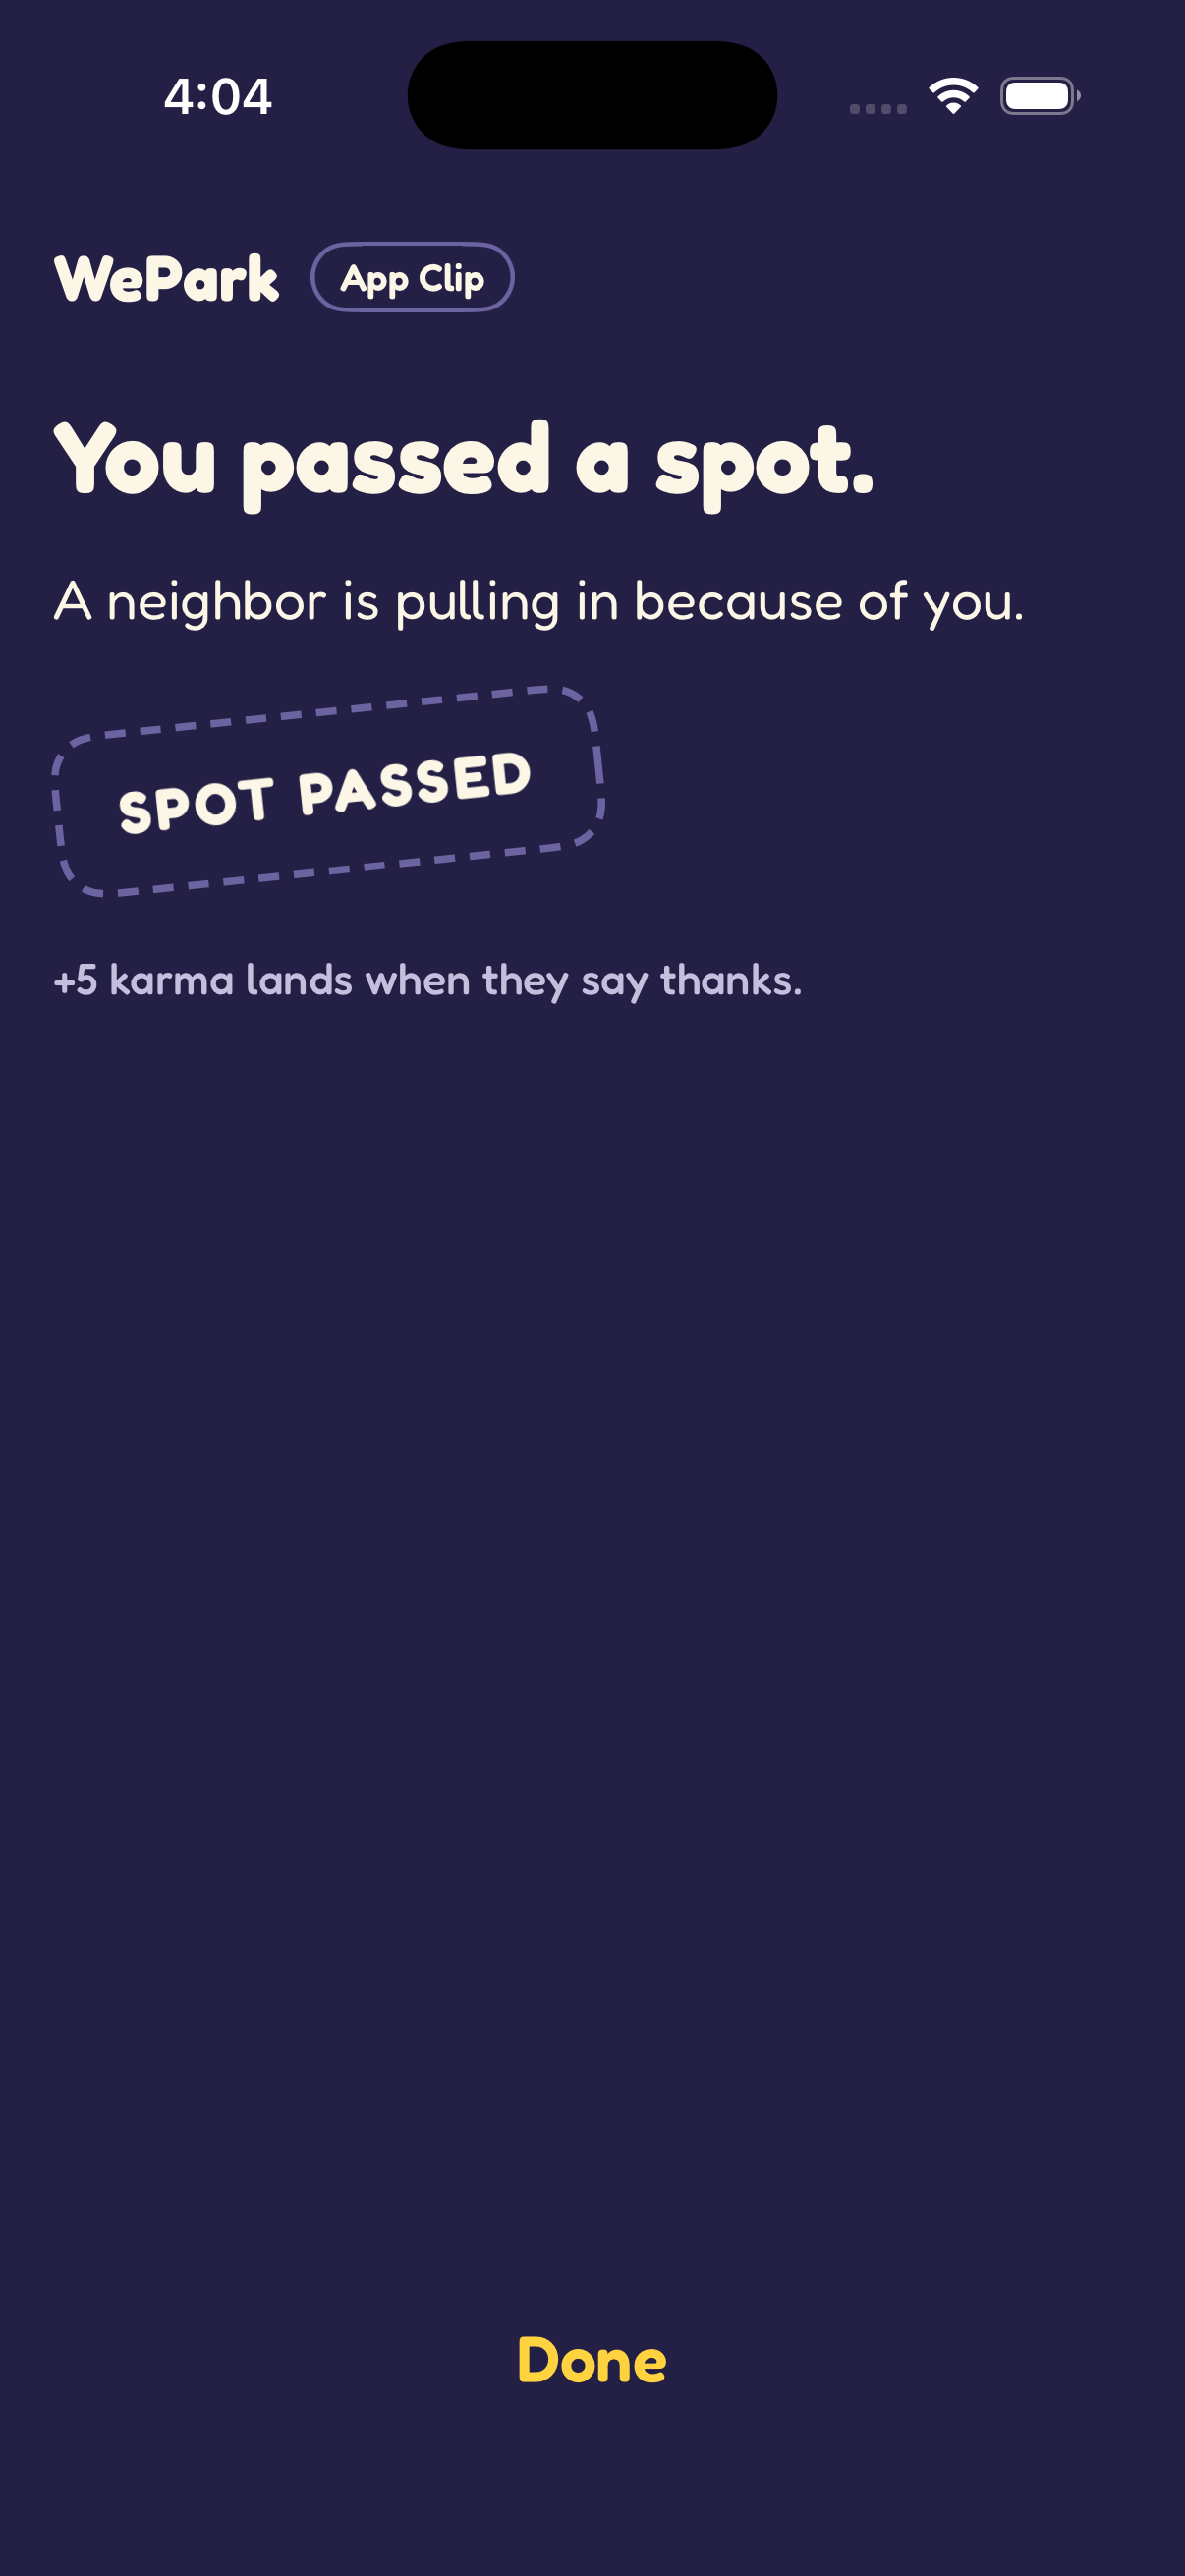 4:04
WePark App Clip
You passed a spot.
A neighbor is pulling in because of you.
SPOT PASSED
+5 karma lands when they say thanks.
Done